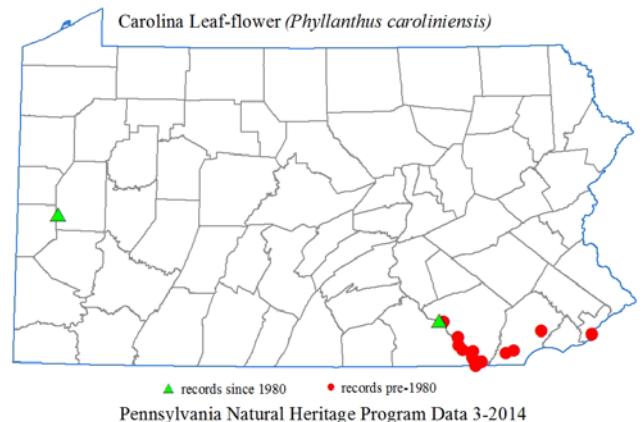 Carolina Leaf-flower (Phyllanthus caroliniensis)
records since 1980 records pre-1980
Pennsylvania Natural Heritage Program Data 3-2014